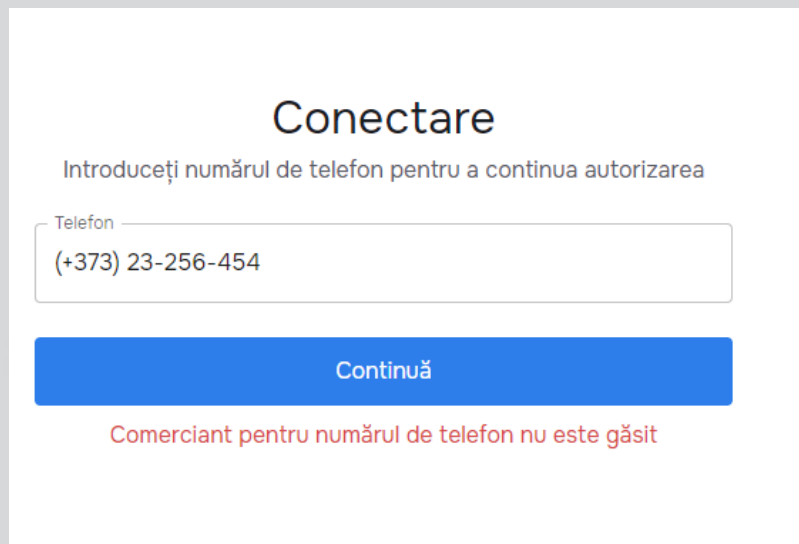 Conectare
Introduceți numărul de telefon pentru a continua autorizarea
Telefon
(+373) 23-256-454
Continuă
Comerciant pentru numărul de telefon nu este găsit